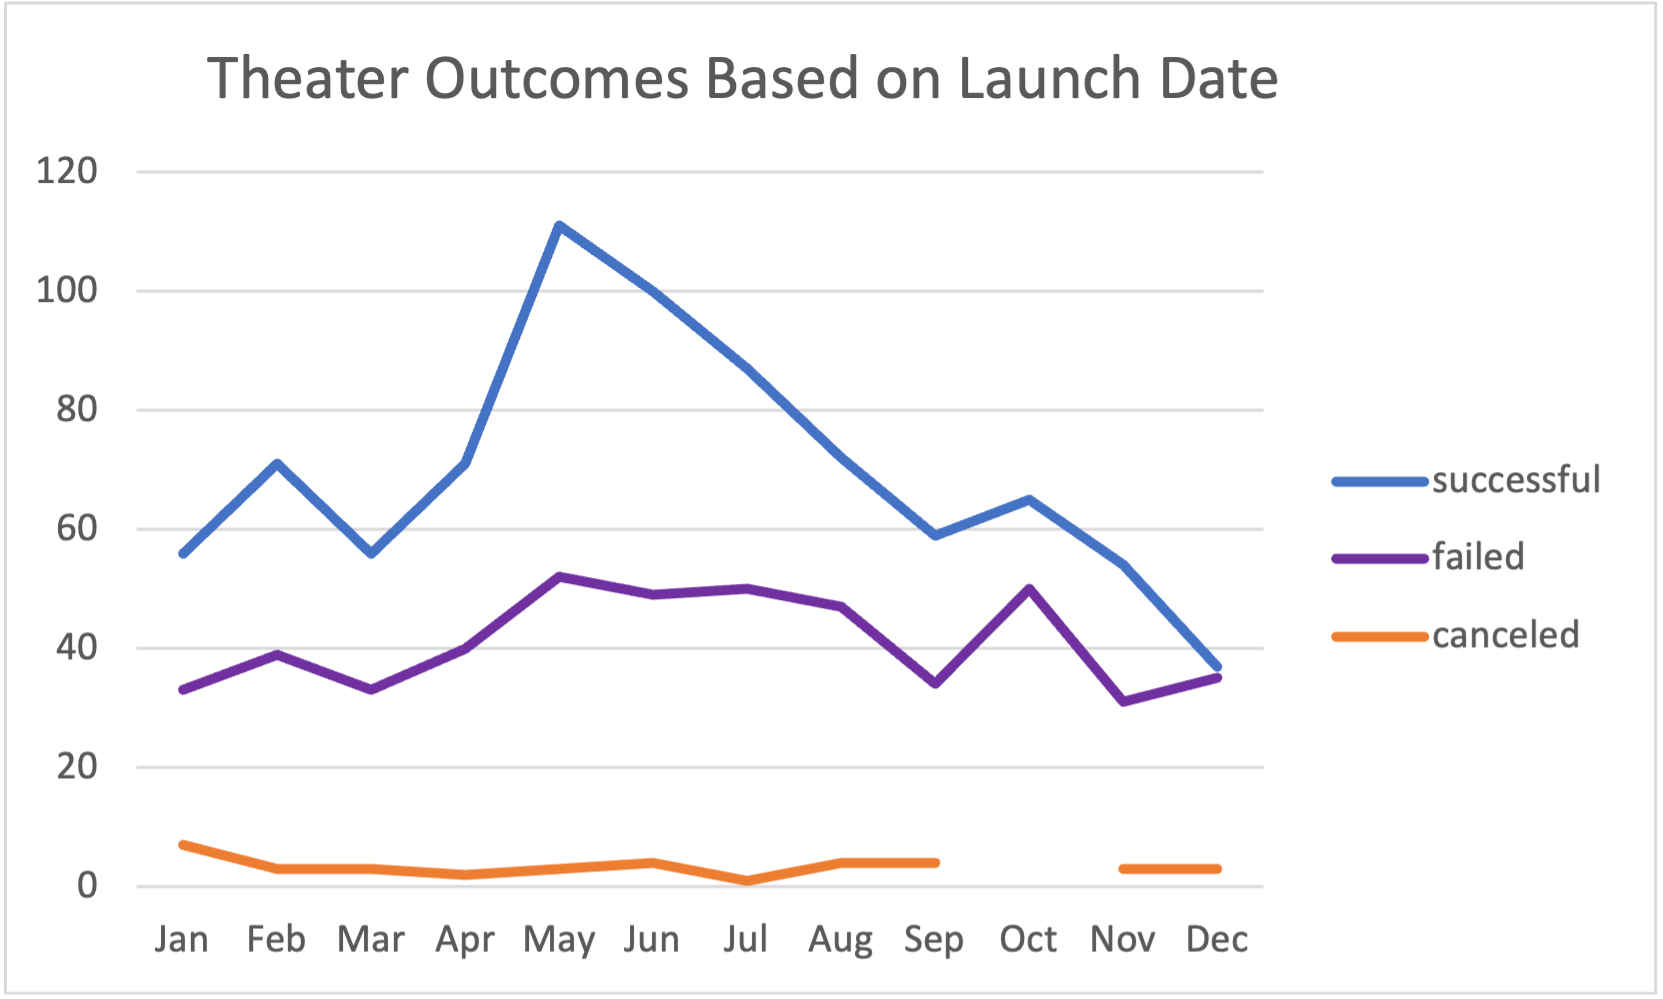 Theater Outcomes Based on Launch Date
120
100
80
60
40
20
0
Jan Feb Mar Apr May Jun Jul Aug Sep Oct Nov Dec
successful
failed
canceled